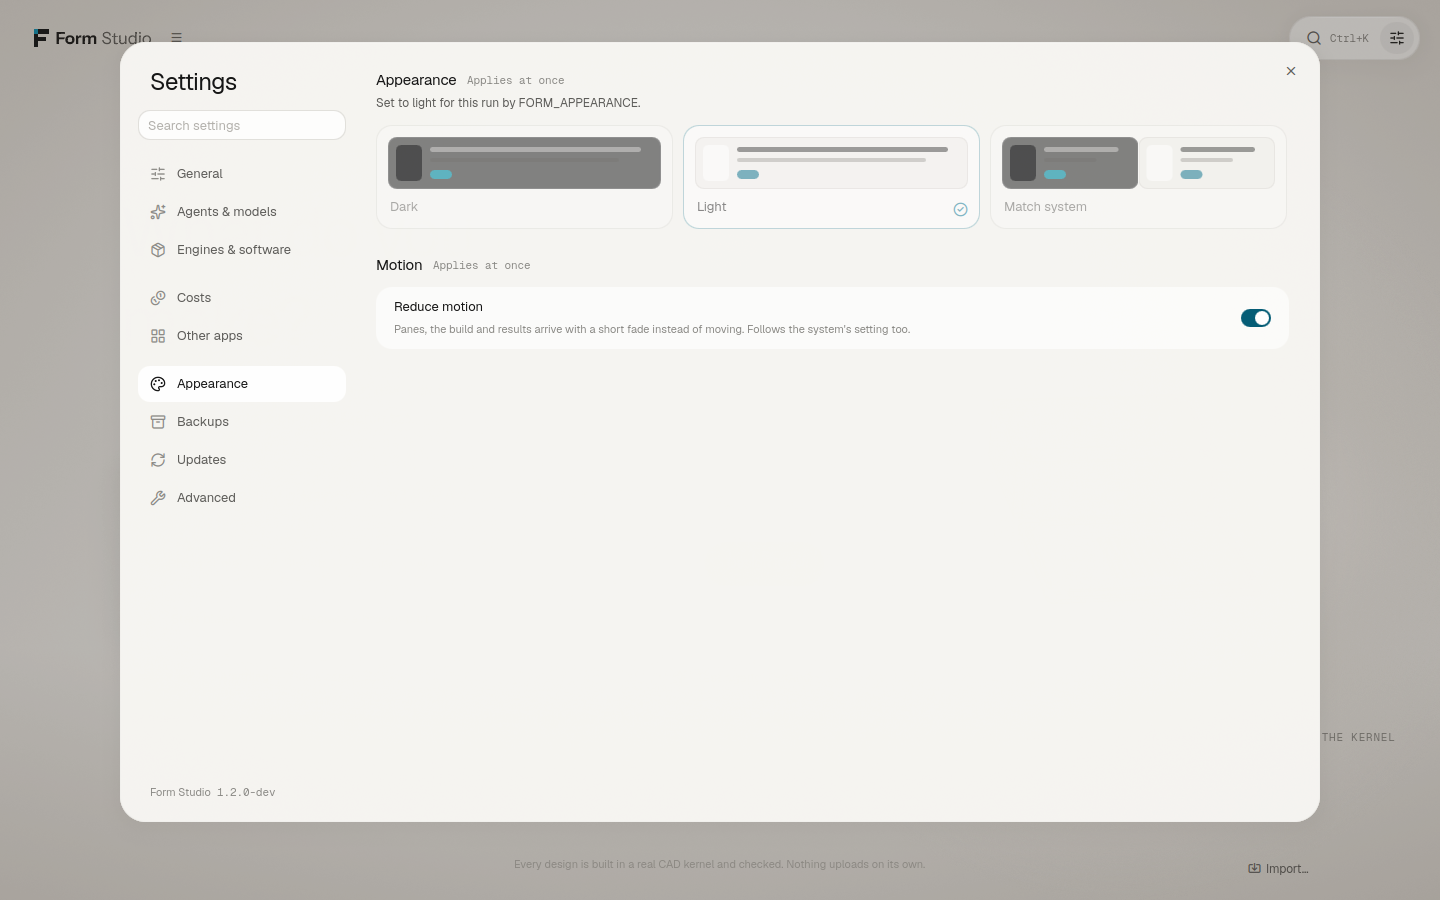 Form Studio
Ctrl+K
Settings
Search settings
General
Agents & models
Engines & software
Costs
Other apps
Appearance
Backups
Updates
Advanced
Form Studio 1.2.0-dev
Appearance Applies at once
Set to light for this run by FORM_APPEARANCE.
Dark
Light
Match system
Motion Applies at once
Reduce motion
Panes, the build and results arrive with a short fade instead of moving. Follows the system's setting too.
THE KERNEL
Every design is built in a real CAD kernel and checked. Nothing uploads on its own.
Import...